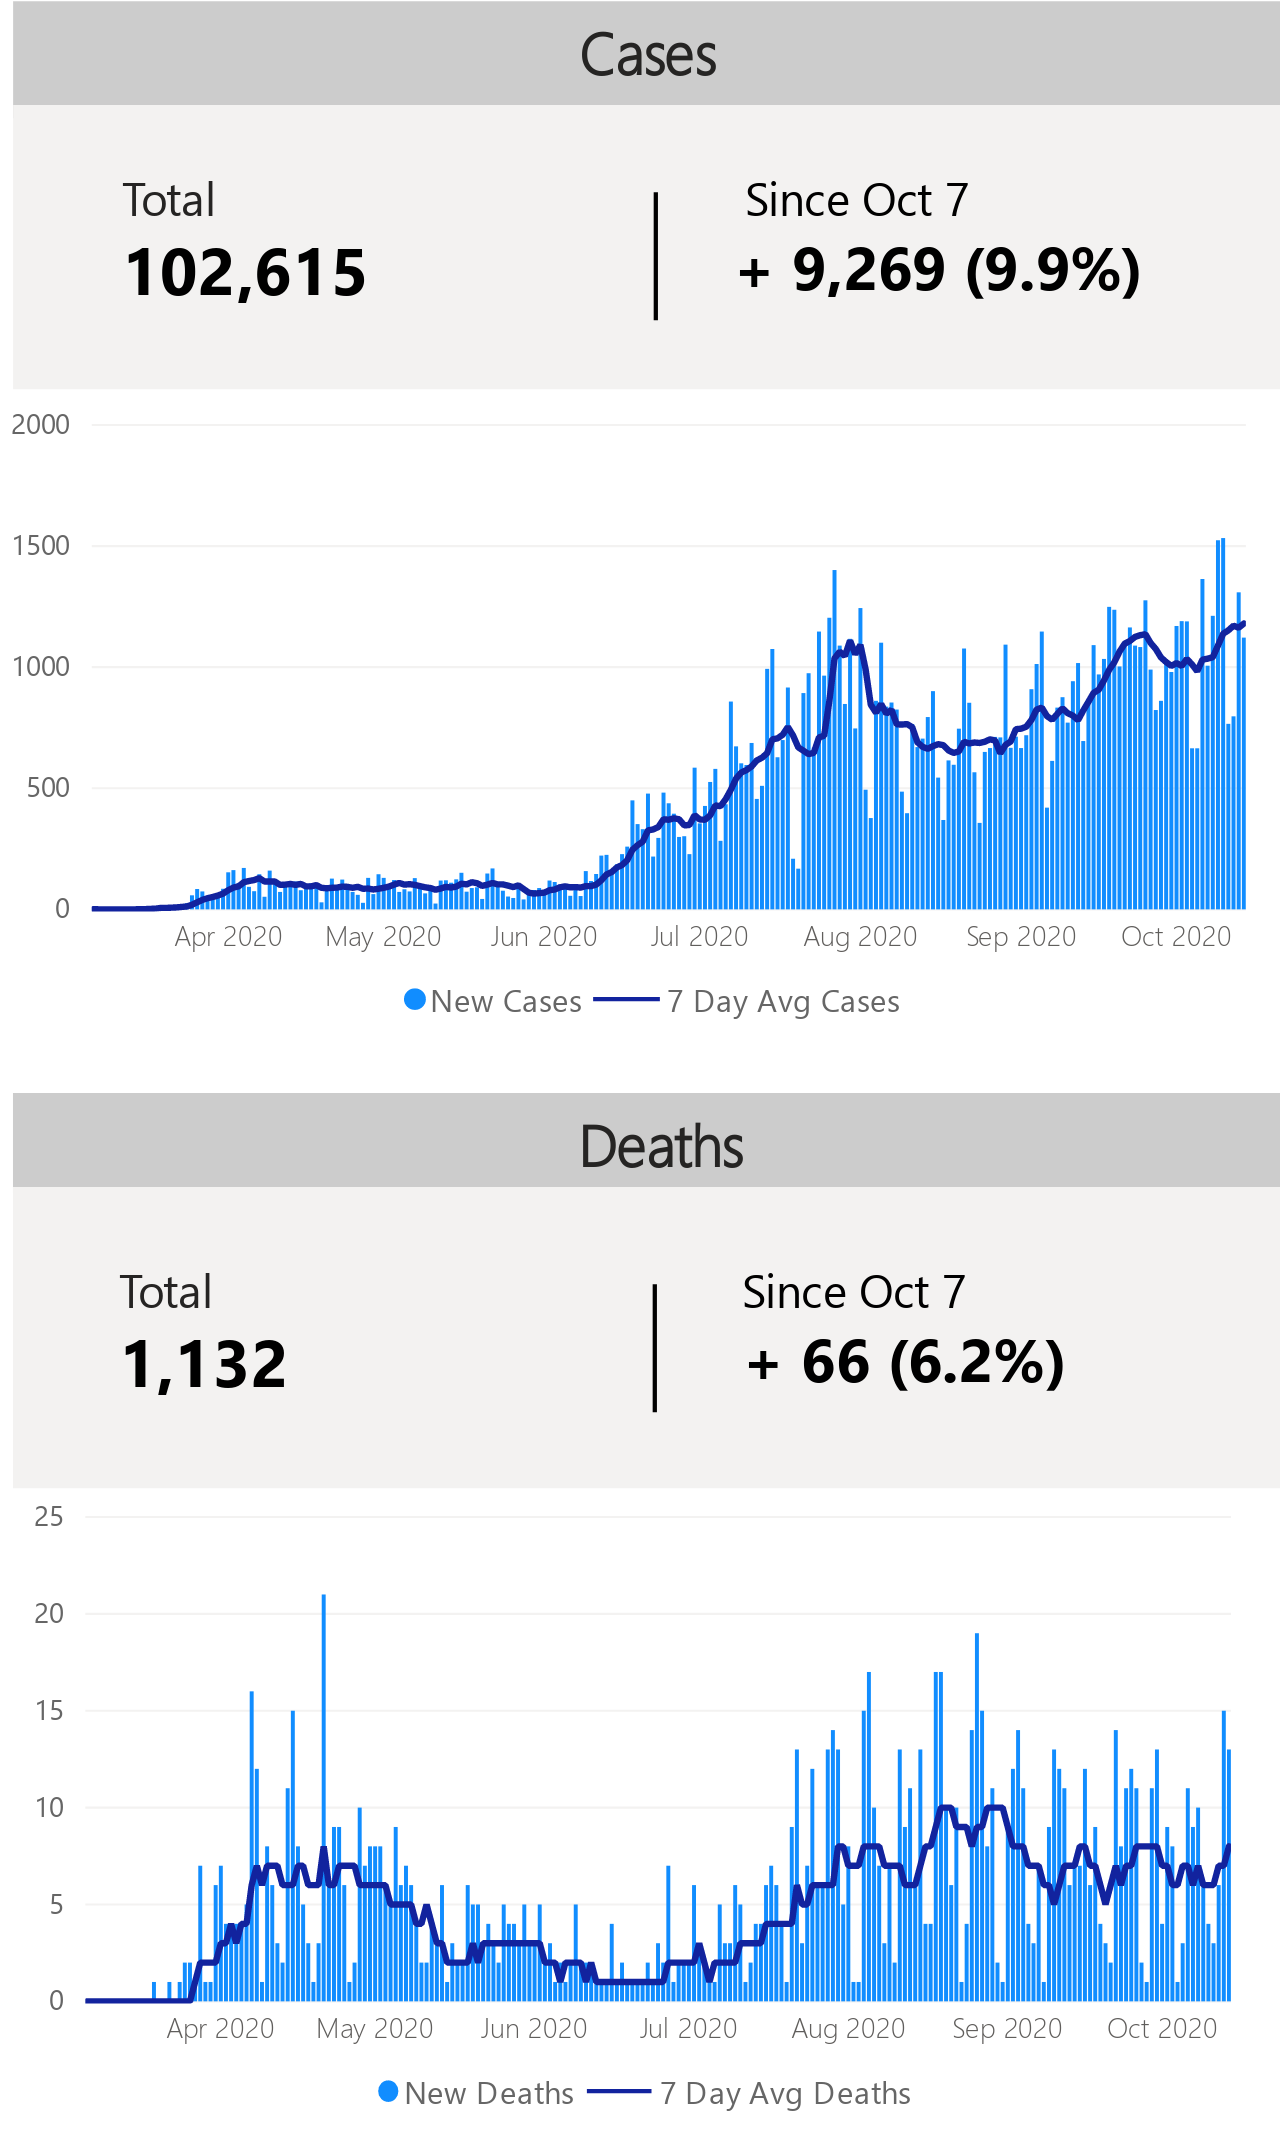 Cases
Total
Since Oct 7
102,615
+ 9,269 (9.9%)
2000
1500
1000
500
0
Apr 2020 May 2020 Jun 2020 Jul 2020 Aug 2020 Sep 2020 Oct 2020
New Cases 7 Day Avg Cases
Deaths
Total
Since Oct 7
1,132
+ 66 (6.2%)
25
20
15
10
5
0
Apr 2020 May 2020 Jun 2020 Jul 2020 Aug 2020 Sep 2020 Oct 2020
New Deaths 7 Day Avg Deaths